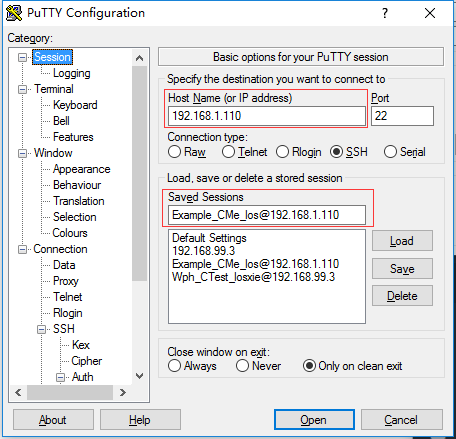 PuTTY Configuration
Category:
Session
Logging
Terminal
Keyboard
Bell
Features
Window
Appearance
Behaviour
Translation
Selection
Colours
Connection
Data
Proxy
Telnet
Rlogin
SSH
Kex
Cipher
Auth
Basic options for your PuTTY session
Specify the destination you want to connect to
Host Name (or IP address) Port
192.168.1.110 22
Connection type:
Raw Telnet Rlogin SSH Serial
Load, save or delete a stored session
Saved Sessions
Example_CMe_los@192.168.1.110
Default Settings
192.168.99.3
Example_CMe_los@192.168.1.110
Wph_CTest_losxie@192.168.99.3
Load
Save
Delete
Close window on exit:
Always Never Only on clean exit
About Help Open Cancel